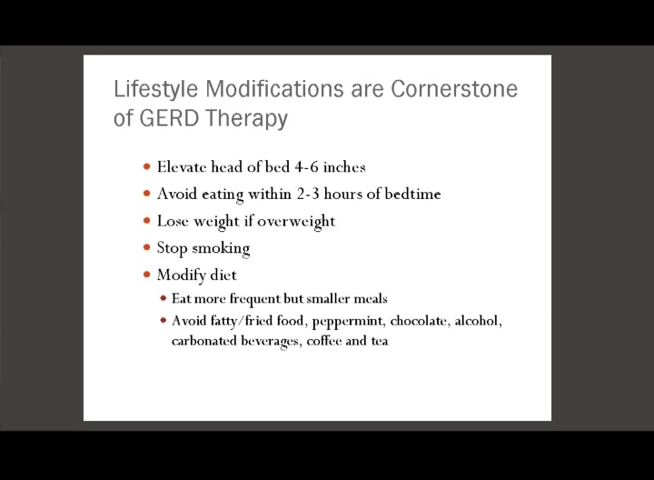 Lifestyle Modifications are Cornerstone
of GERD Therapy
• Elevate head of bed 4-6 inches
• Avoid eating within 2-3 hours of bedtime
• Lose weight if overweight
• Stop smoking
• Modify diet
• Eat more frequent but smaller meals
• Avoid fatty/fried food, peppermint, chocolate, alcohol,
carbonated beverages, coffee and tea